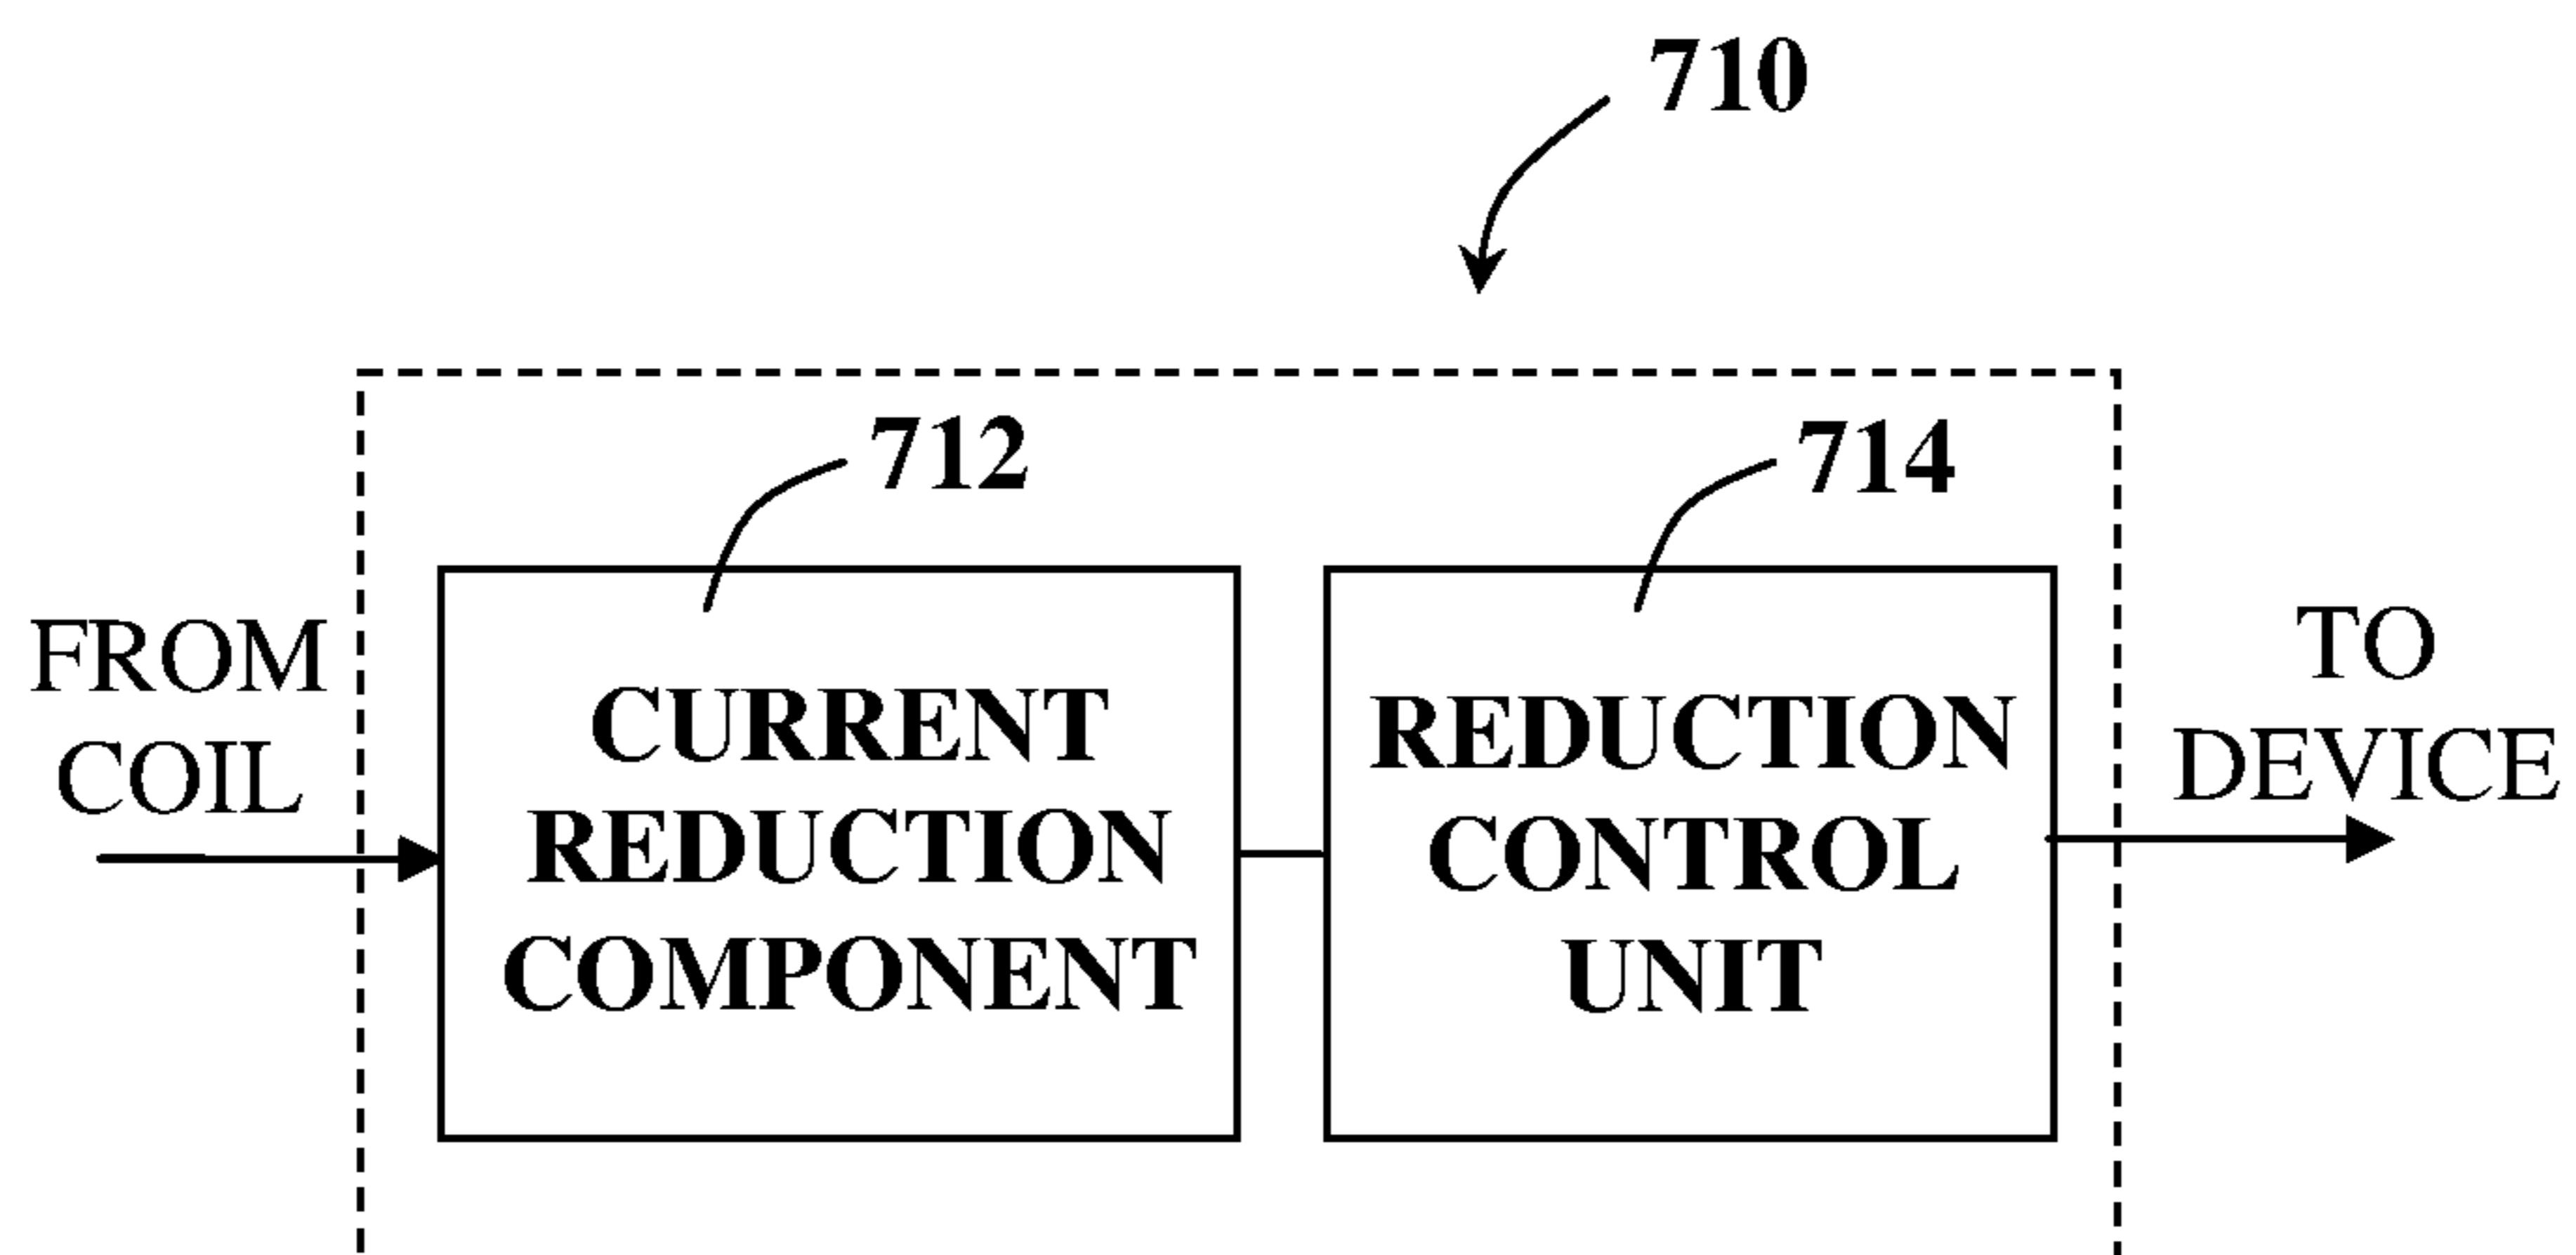 710
712
714
FROM
COIL
CURRENT
REDUCTION
COMPONENT
REDUCTION
CONTROL
UNIT
TO
DEVICE